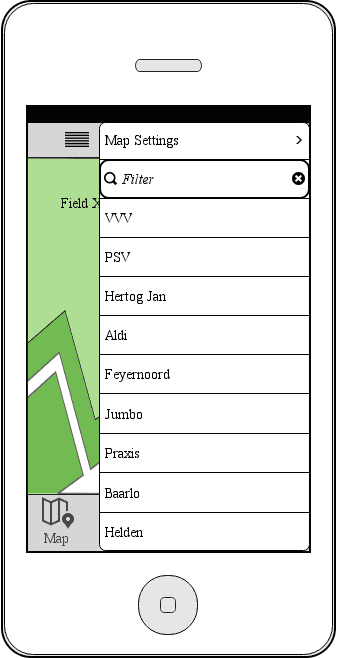 Map Settings
Filter
Field X
VVV
PSV
Hertog Jan
Aldi
Feyernoord
Jumbo
Praxis
Baarlo
Helden
Map